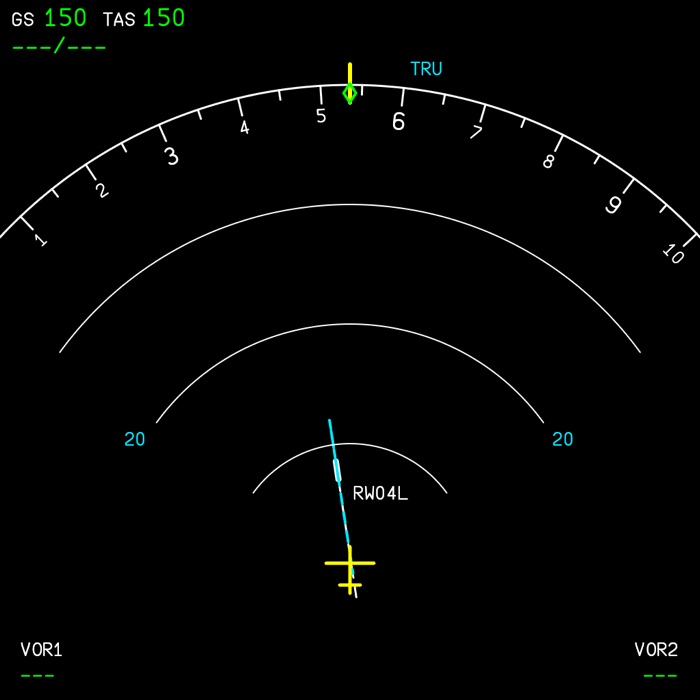 GS 150 TAS 150
---/---
TRU
1 2 3 4 5 6 7 8 9 10
20 20
RW04L
VOR1 VOR2
--- ---